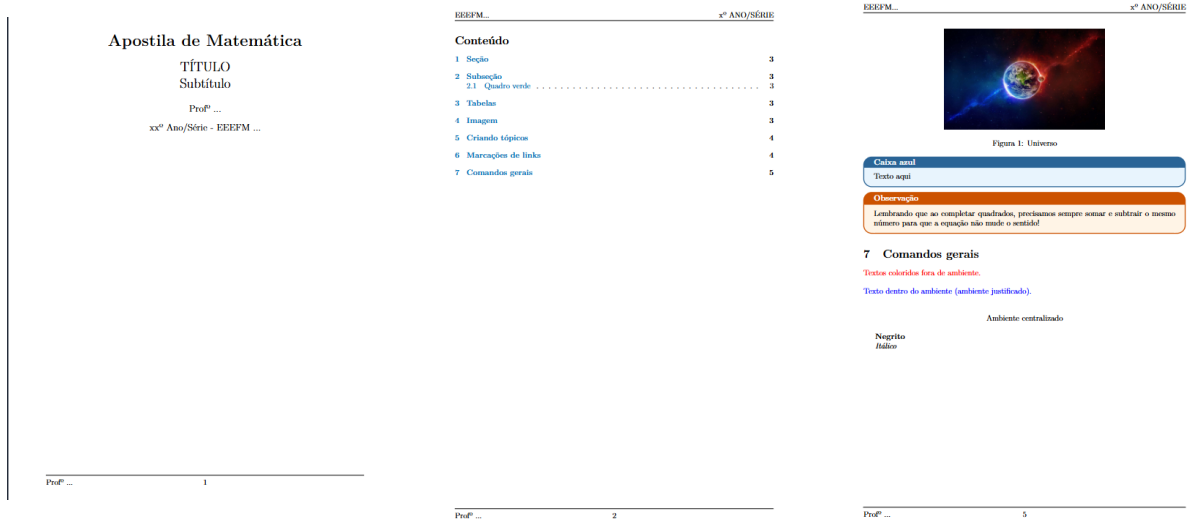 Apostila de Matemática
TÍTULO
Subtítulo
Profº ...
xxº Ano/Série - EEEFM ...
Profº ...
1
EEEFM...
xº ANO/SÉRIE
Conteúdo
1 Seção 3
2 Subseção 3
2.1 Quadro verde . . . . . . . . . . . . . . . . . . . . . . . . . . . . . . . . . . . . . 3
3 Tabelas 3
4 Imagem 3
5 Criando tópicos 4
6 Marcações de links 4
7 Comandos gerais 5
Profº ...
2
EEEFM...
xº ANO/SÉRIE
Figura 1: Universo
Caixa azul
Texto aqui
Observação
Lembrando que ao completar quadrados, precisamos sempre somar e subtrair o mesmo
número para que a equação não mude o sentido!
7 Comandos gerais
Textos coloridos fora de ambiente.
Texto dentro do ambiente (ambiente justificado).
Ambiente centralizado
Negrito
Itálico
Profº ...
5